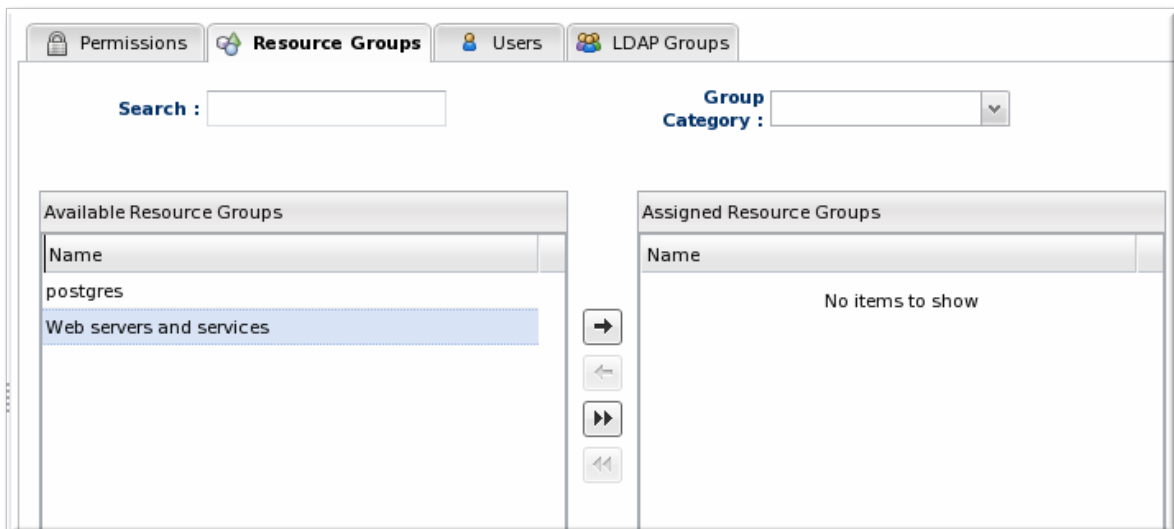 Permissions
Resource Groups
Users
LDAP Groups
Search :
Group
Category :
Available Resource Groups
Name
postgres
Web servers and services
Assigned Resource Groups
Name
No items to show